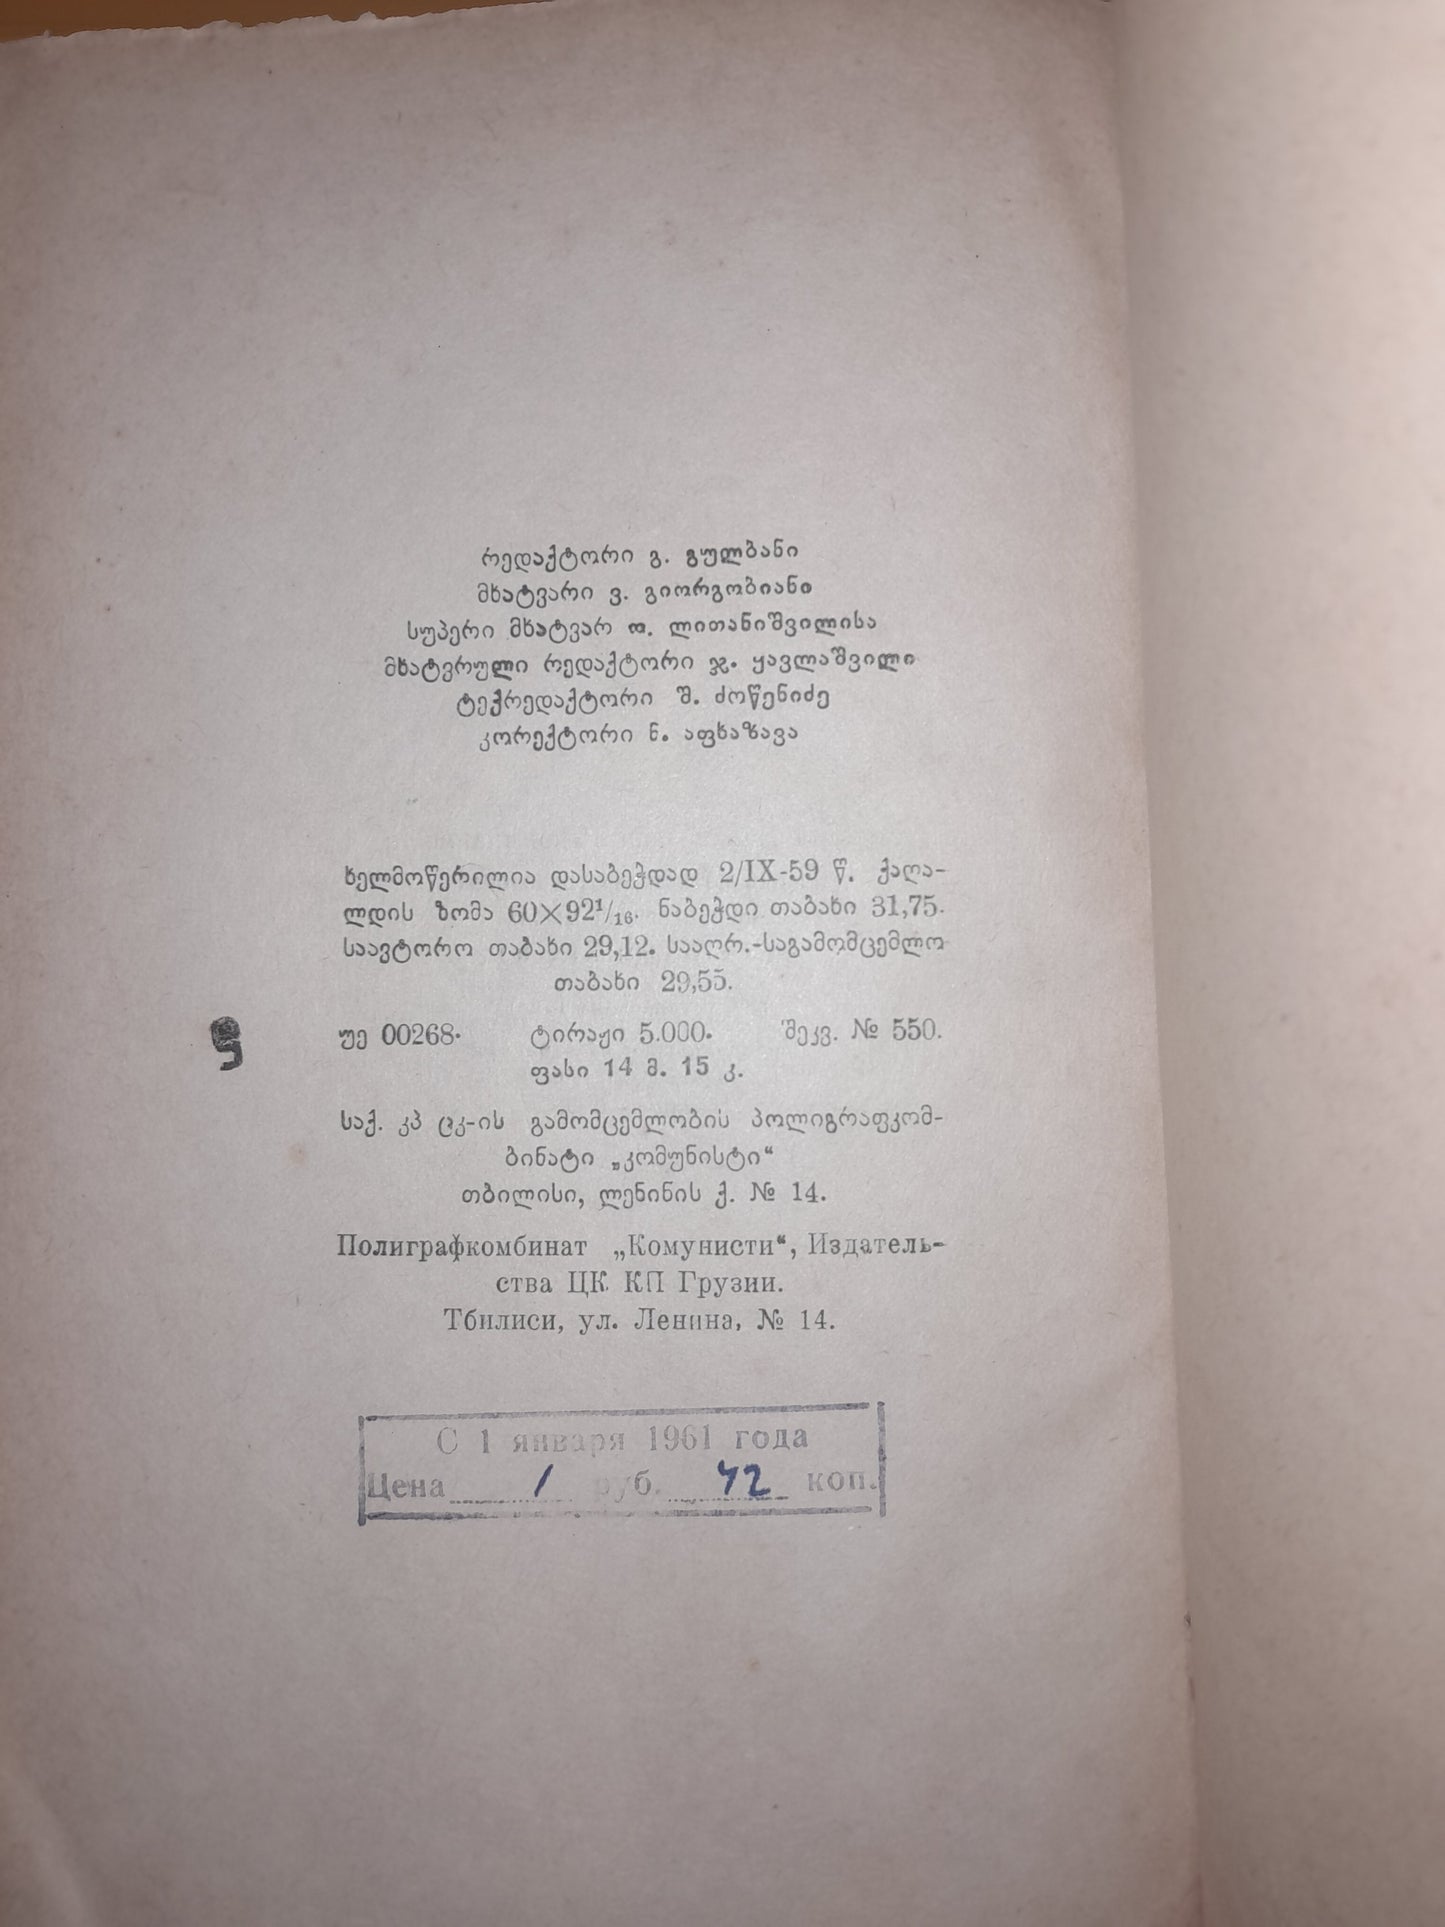 რედაქტორი გ. გულბანი
მხატვარი ვ. გიორგობიანი
სუპერი მხატვარ თ. ლითანიშვილისა
მხატვრული რედაქტორი ჯ. ყავლაშვილი
ტექრედაქტორი შ. ძოწენიძე
კორექტორი ნ. აფხაზავა
ხელმოწერილია დასაბეჭდად 2/IX-59 წ. ქაღა-
ლდის ზომა 60×92¹/₁₆. ნაბეჭდი თაბახი 31,75.
საავტორო თაბახი 29,12. სააღრ.-საგამომცემლო
თაბახი 29,55.
უე 00268. ტირაჟი 5.000. შეკვ. № 550.
ფასი 14 მ. 15 კ.
საქ. კპ ცკ-ის გამომცემლობის პოლიგრაფკომ-
ბინატი „კომუნისტი“
თბილისი, ლენინის ქ. № 14.
Полиграфкомбинат „Комунисти“, Издатель-
ства ЦК КП Грузии.
Тбилиси, ул. Ленина, № 14.
С 1 января 1961 года
Цена 1 руб. 42 коп.